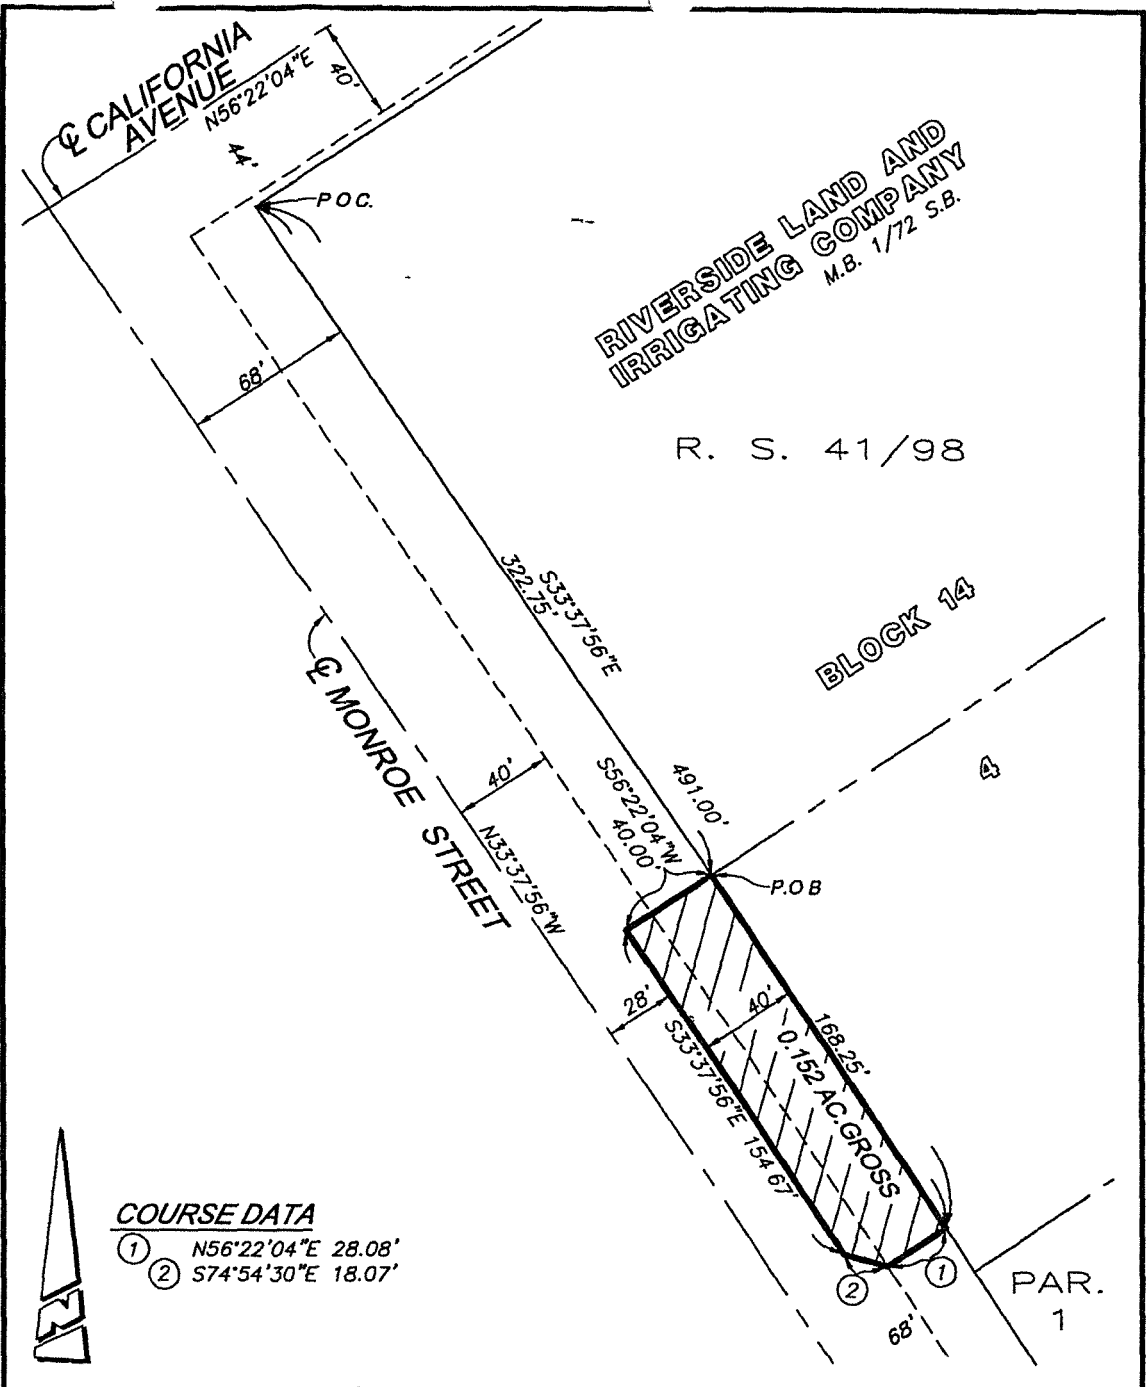 ℄ CALIFORNIA
AVENUE
N56°22'04"E
40'
44'
P.O.C.
RIVERSIDE LAND AND
IRRIGATING COMPANY
M.B. 1/72 S.B.
68'
R. S. 41/98
S33°37'56"E
322.75'
BLOCK 14
℄ MONROE STREET
40'
N33°37'56"W
S56°22'04"W
40.00'
491.00'
4
P.O.B
28'
40'
168.25'
S33°37'56"E 154.67'
0.152 AC.GROSS
COURSE DATA
1 N56°22'04"E 28.08'
2 S74°54'30"E 18.07'
2
1
68'
PAR.
1
N